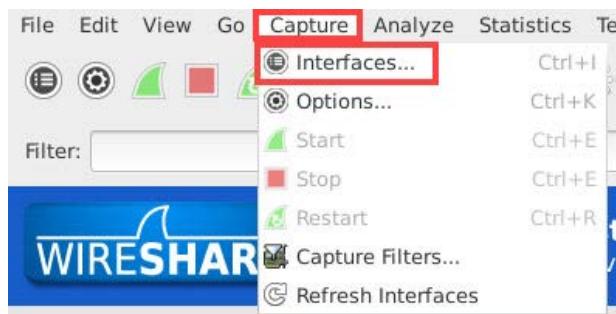 File Edit View Go Capture Analyze Statistics
Interfaces... Ctrl+I
Options... Ctrl+K
Start Ctrl+E
Filter:
Stop Ctrl+E
Restart Ctrl+R
WIRESHAR
Capture Filters...
Refresh Interfaces